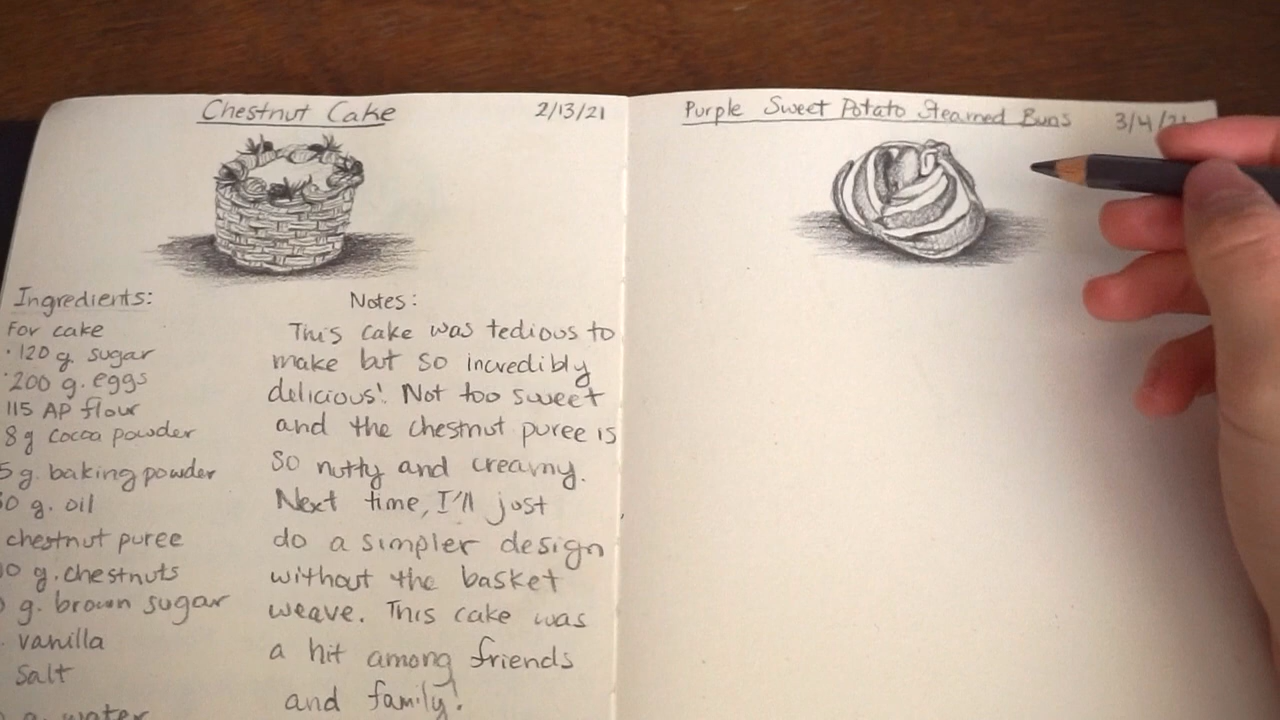 Chestnut Cake
2/13/21
Ingredients:
For cake
• 120 g. sugar
• 200 g. eggs
115 AP flour
8 g cocoa powder
5 g. baking powder
0 g. oil
chestnut puree
0 g. chestnuts
g. brown sugar
vanilla
Salt
g. water
Notes:
This cake was tedious to
make but so incredibly
delicious! Not too sweet
and the chestnut puree is
so nutty and creamy.
Next time, I'll just
do a simpler design
without the basket
weave. This cake was
a hit among friends
and family!
Purple Sweet Potato Steamed Buns
3/4/21